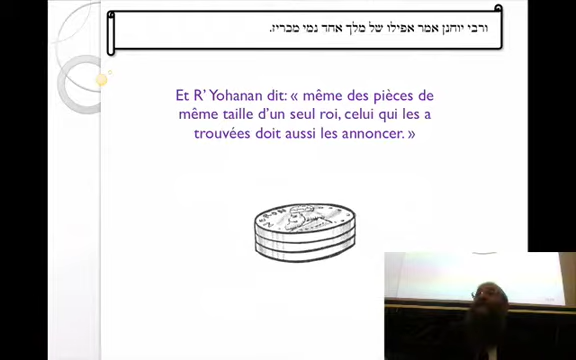 ורבי יוחנן אמר אפילו של מלך אחד נמי מכריז.
Et R' Yohanan dit: « même des pièces de
même taille d'un seul roi, celui qui les a
trouvées doit aussi les annoncer. »